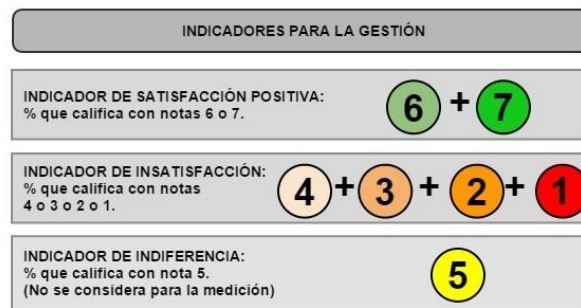 INDICADORES PARA LA GESTIÓN
INDICADOR DE SATISFACCIÓN POSITIVA:
% que califica con notas 6 o 7.
6 + 7
INDICADOR DE INSATISFACCIÓN:
% que califica con notas
4 o 3 o 2 o 1.
4 + 3 + 2 + 1
INDICADOR DE INDIFERENCIA:
% que califica con nota 5.
(No se considera para la medición)
5